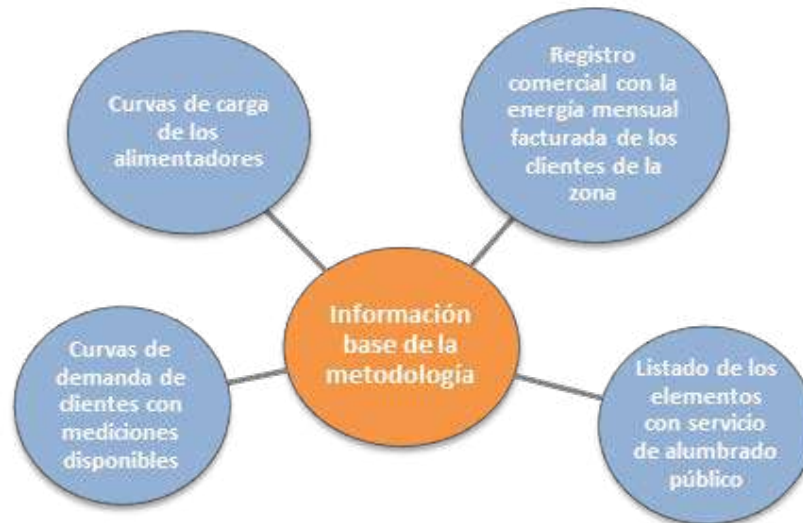 Curvas de carga
de los
alimentadores
Registro
comercial con la
energía mensual
facturada de los
clientes de la
zona
Información
base de la
metodología
Curvas de
demanda de
clientes con
mediciones
disponibles
Listado de los
elementos
con servicio
de alumbrado
público